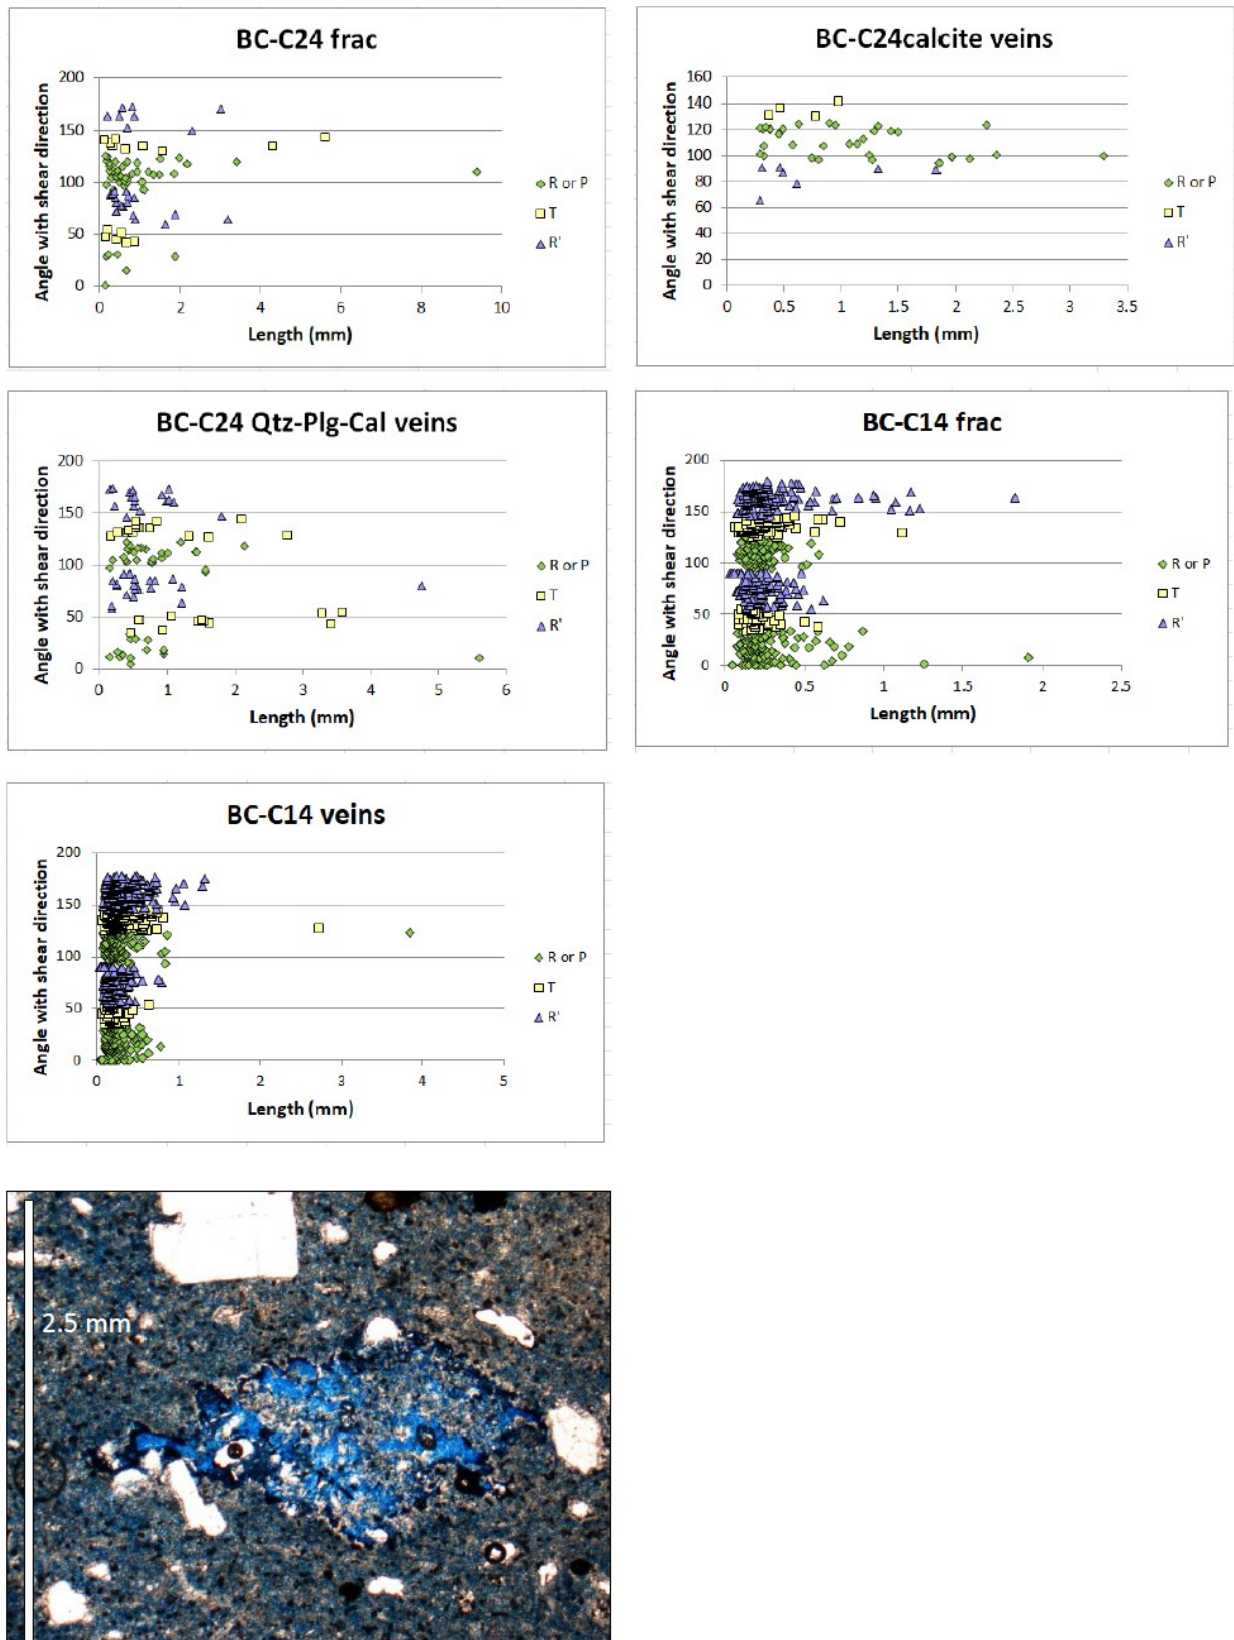 BC-C24 frac
Angle with shear direction
200
150
100
50
0
0 2 4 6 8 10
Length (mm)
R or P
T
R'
BC-C24calcite veins
Angle with shear direction
160
140
120
100
80
60
40
20
0
0 0.5 1 1.5 2 2.5 3 3.5
Length (mm)
R or P
T
R'
BC-C24 Qtz-Plg-Cal veins
Angle with shear direction
200
150
100
50
0
0 1 2 3 4 5 6
Length (mm)
R or P
T
R'
BC-C14 frac
Angle with shear direction
200
150
100
50
0
0 0.5 1 1.5 2 2.5
Length (mm)
R or P
T
R'
BC-C14 veins
Angle with shear direction
200
150
100
50
0
0 1 2 3 4 5
Length (mm)
R or P
T
R'
2.5 mm